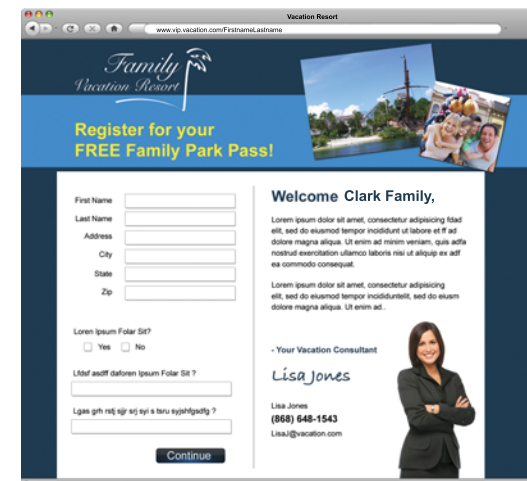 Vacation Resort
www.vip.vacation.com/FirstnameLastname
Family
Vacation Resort
Register for your
FREE Family Park Pass!
First Name
Last Name
Address
City
State
Zip
Loren Ipsum Folar Sit?
Yes No
Lfdsf asdff daforen Ipsum Folar Sit ?
Lgas grh rstj sjjr srj syi s tsru syjshfgsdfg ?
Continue
Welcome Clark Family,
Lorem ipsum dolor sit amet, consectetur adipisicing fdad
elit, sed do eiusmod tempor incididunt ut labore et ff ad
dolore magna aliqua. Ut enim ad minim veniam, quis adfa
nostrud exercitation ullamco laboris nisi ut aliquip ex adf
ea commodo consequat.
Lorem ipsum dolor sit amet, consectetur adipisicing
elit, sed do eiusmod tempor incididuntelit, sed do eiusm
dolore magna aliqua. Ut enim ad..
- Your Vacation Consultant
Lisa Jones
Lisa Jones
(868) 648-1543
LisaJ@vacation.com